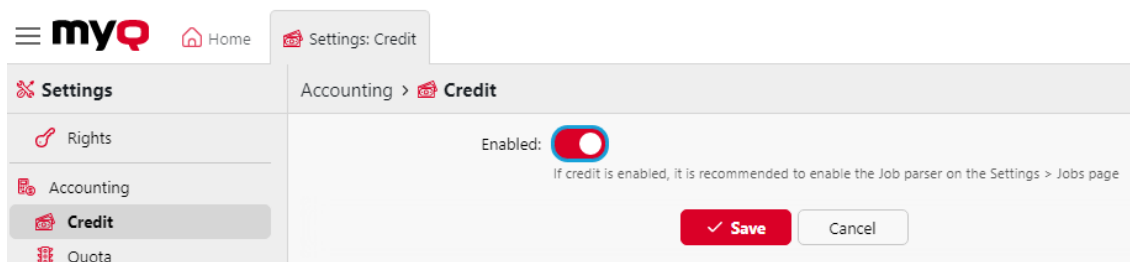 myQ
Home
Settings: Credit
Settings
Accounting > Credit
Rights
Enabled:
If credit is enabled, it is recommended to enable the Job parser on the Settings > Jobs page
Accounting
Credit
Save
Cancel
Quota